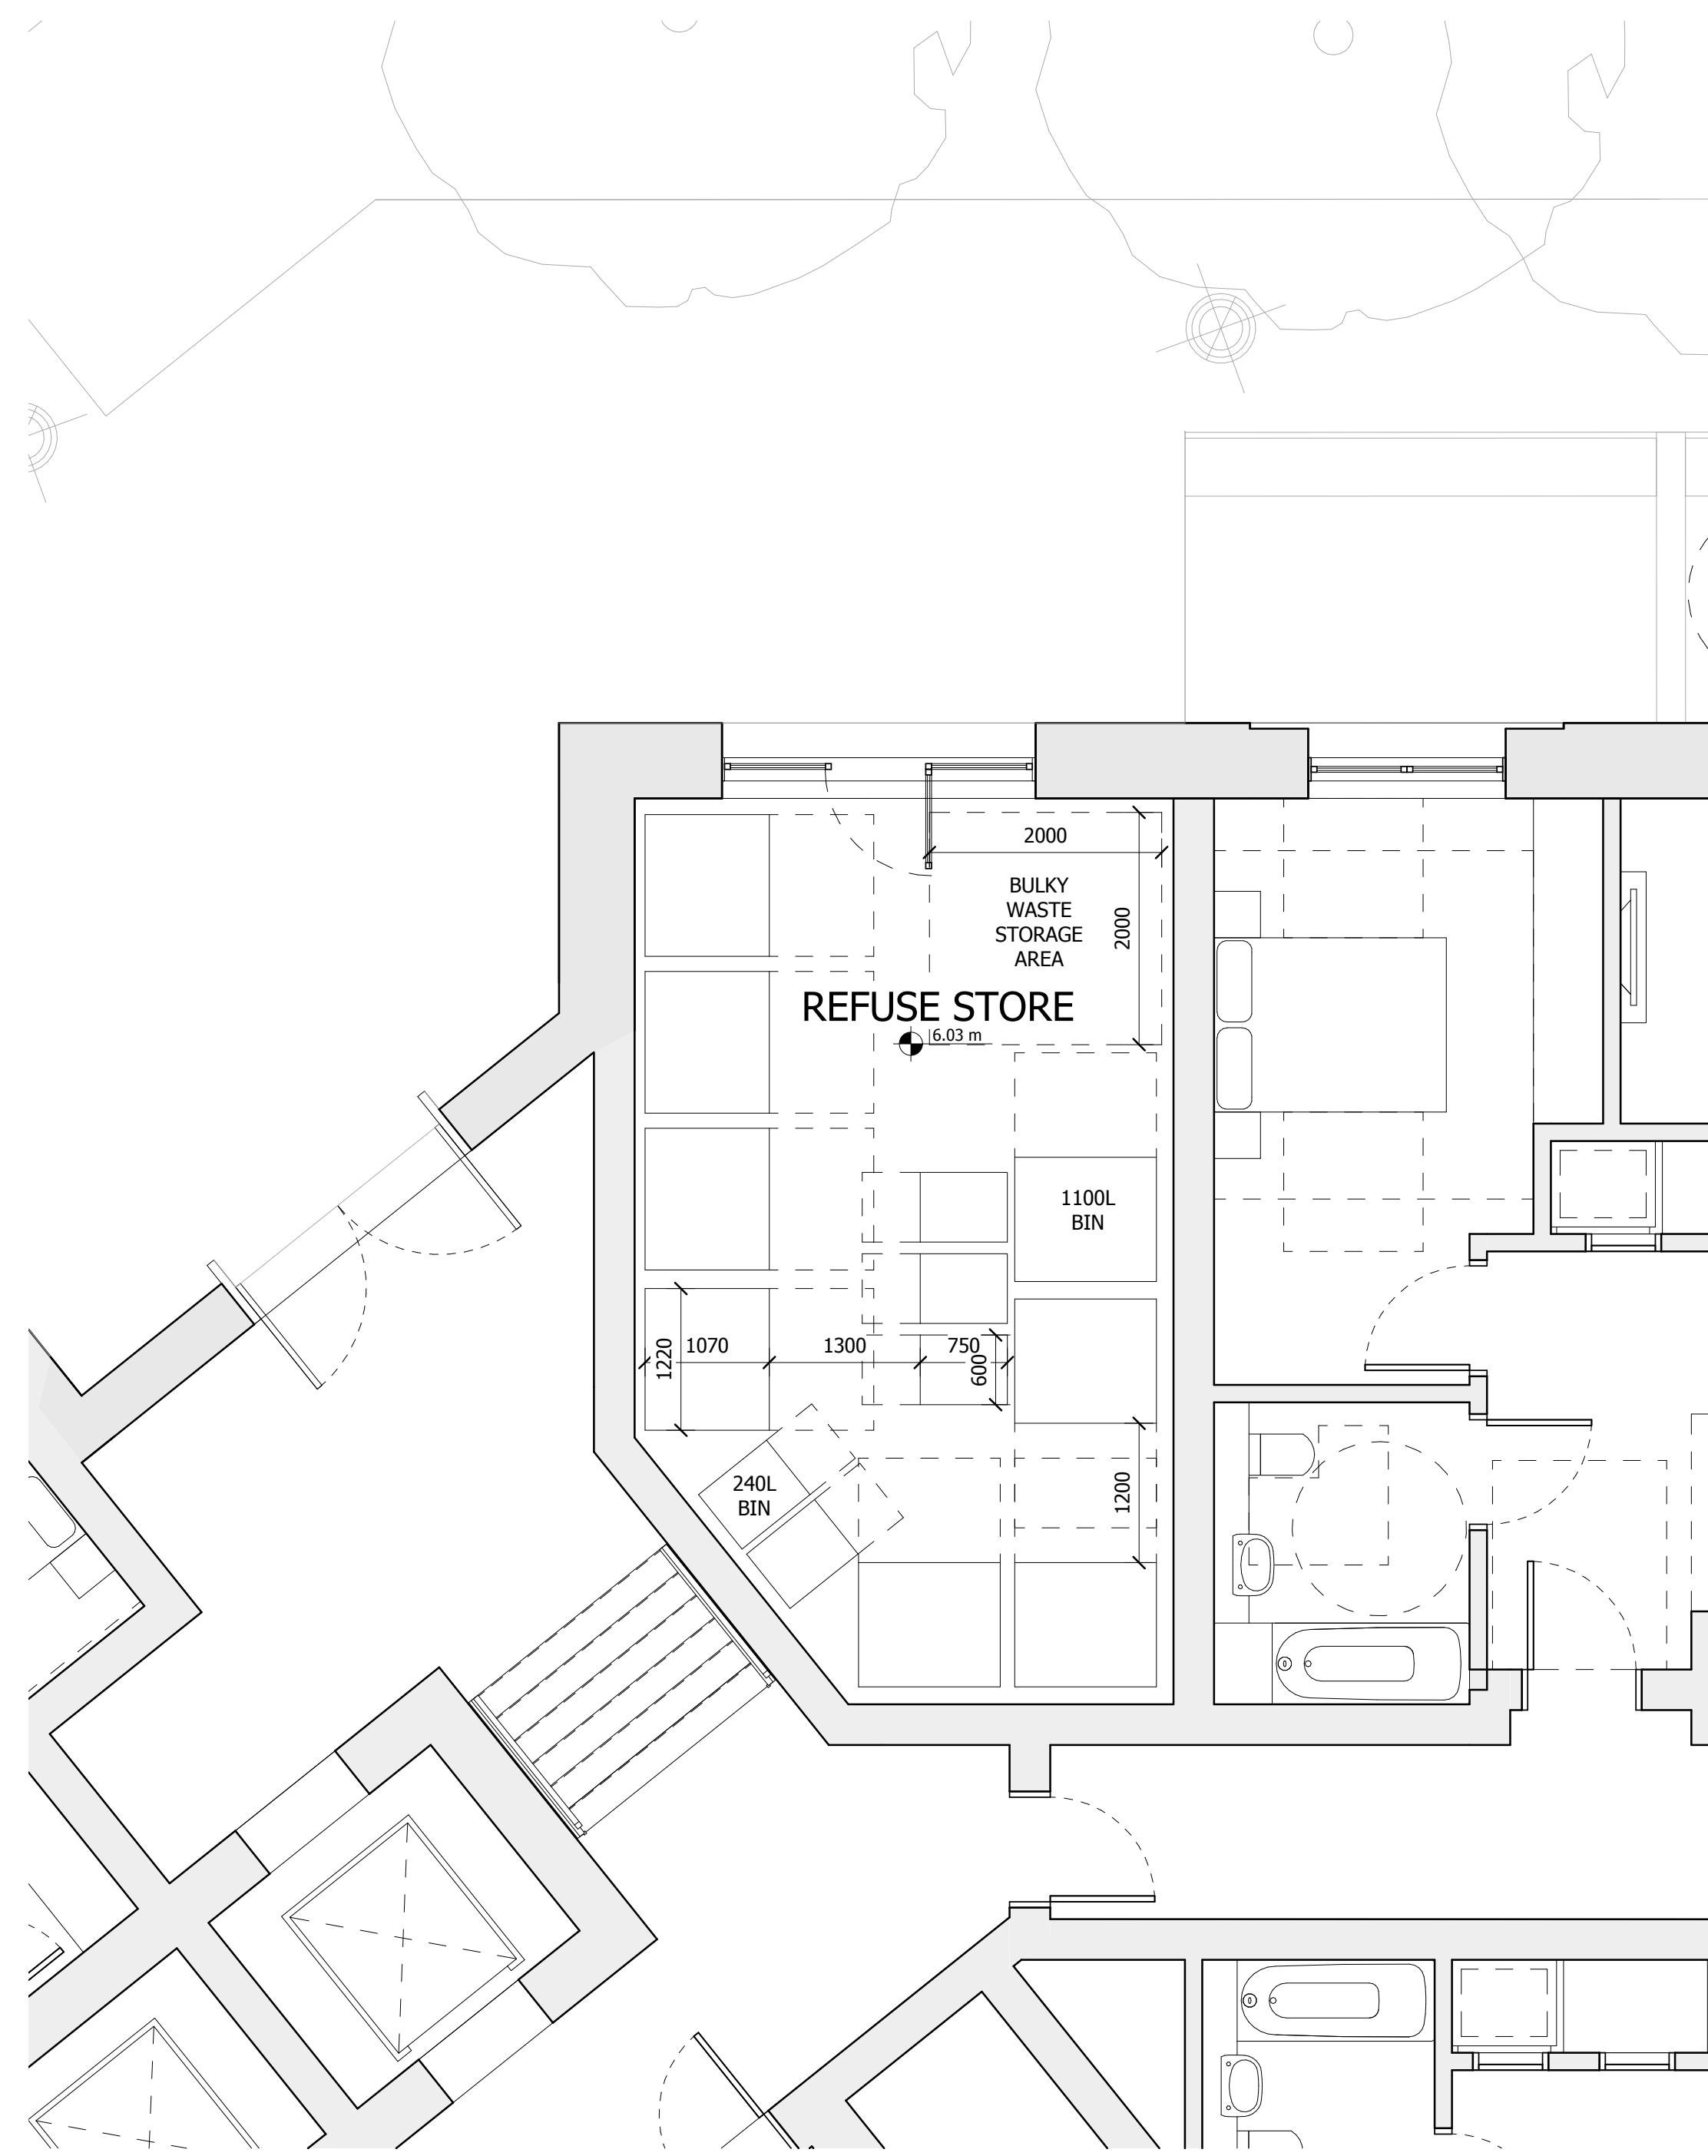 2000
BULKY
WASTE
STORAGE
AREA
2000
REFUSE STORE
6.03 m
1100L
BIN
1220
1070
1300
750
600
240L
BIN
1200